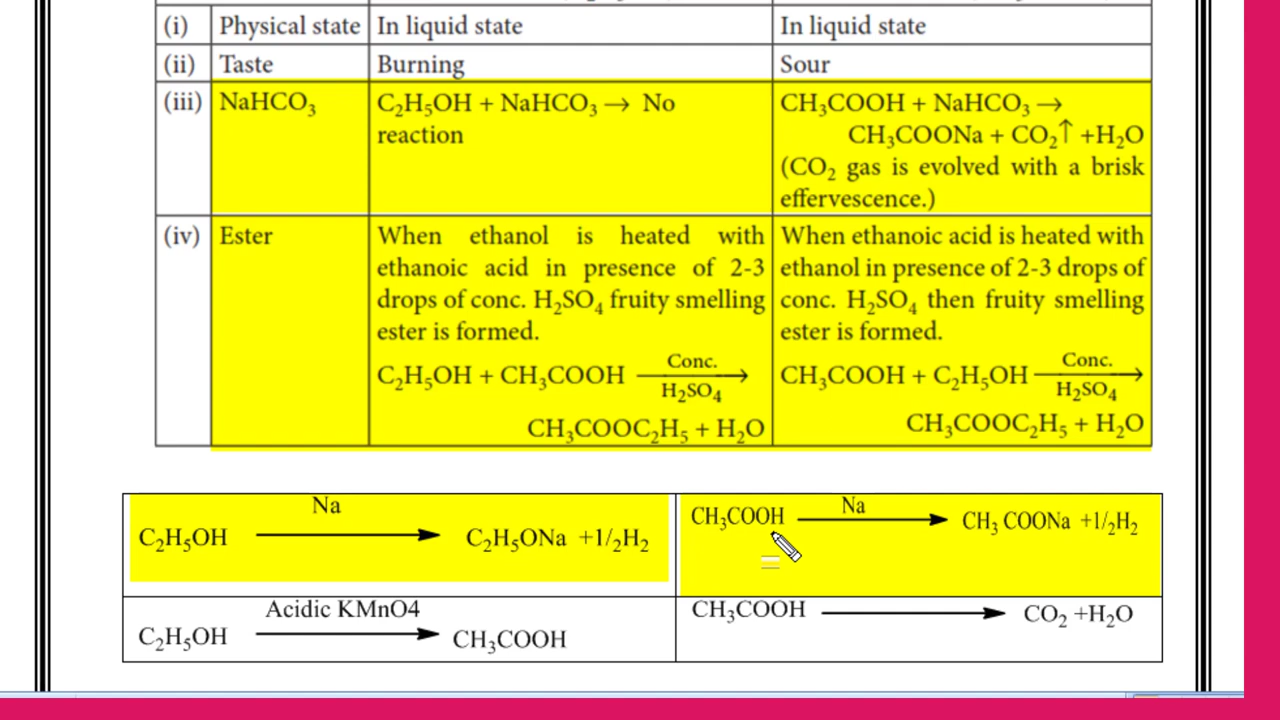 (i) Physical state In liquid state In liquid state
(ii) Taste Burning Sour
(iii) NaHCO₃ C₂H₅OH + NaHCO₃ → No
reaction
CH₃COOH + NaHCO₃ →
CH₃COONa + CO₂↑ +H₂O
(CO₂ gas is evolved with a brisk
effervescence.)
(iv) Ester When ethanol is heated with
ethanoic acid in presence of 2-3
drops of conc. H₂SO₄ fruity smelling
ester is formed.
Conc.
C₂H₅OH + CH₃COOH ⟶
H₂SO₄
CH₃COOC₂H₅ + H₂O
When ethanoic acid is heated with
ethanol in presence of 2-3 drops of
conc. H₂SO₄ then fruity smelling
ester is formed.
Conc.
CH₃COOH + C₂H₅OH ⟶
H₂SO₄
CH₃COOC₂H₅ + H₂O
Na
C₂H₅OH ⟶ C₂H₅ONa +1/₂H₂
Na
CH₃COOH ⟶ CH₃ COONa +1/₂H₂
Acidic KMnO4
C₂H₅OH ⟶ CH₃COOH
CH₃COOH ⟶ CO₂ +H₂O